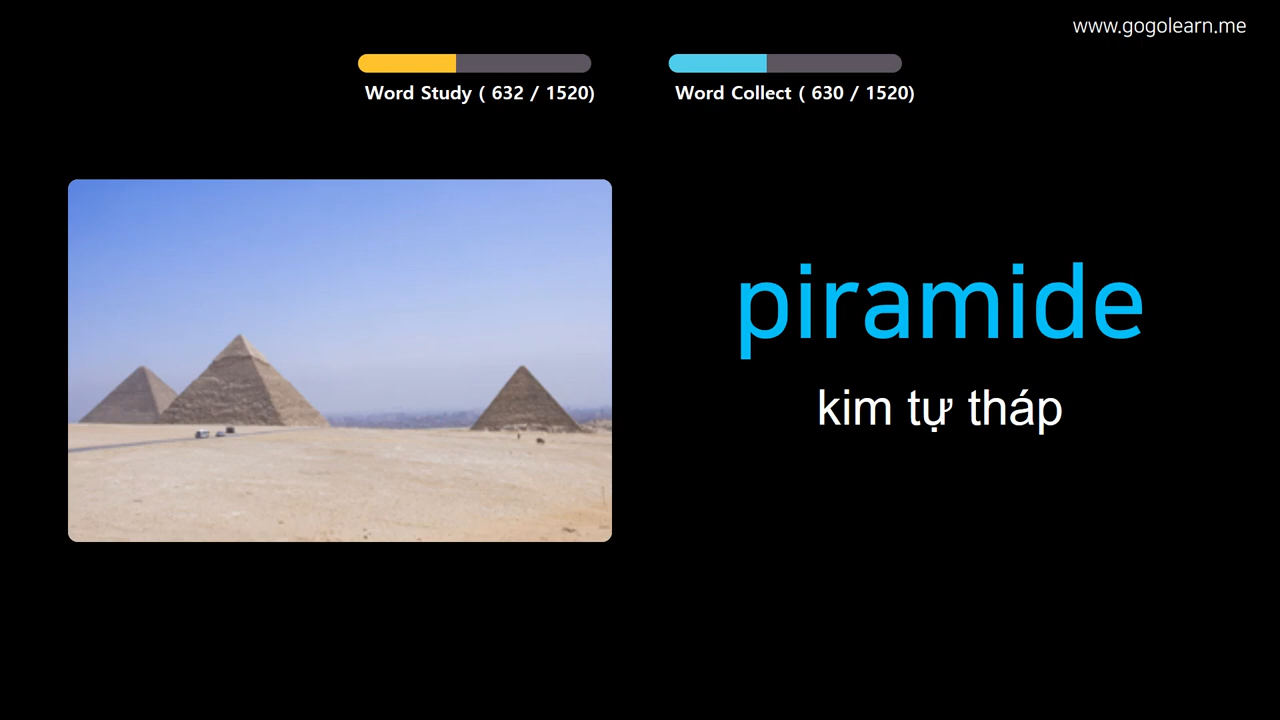 www.gogolearn.me
Word Study ( 632 / 1520)
Word Collect ( 630 / 1520)
piramide
kim tự tháp